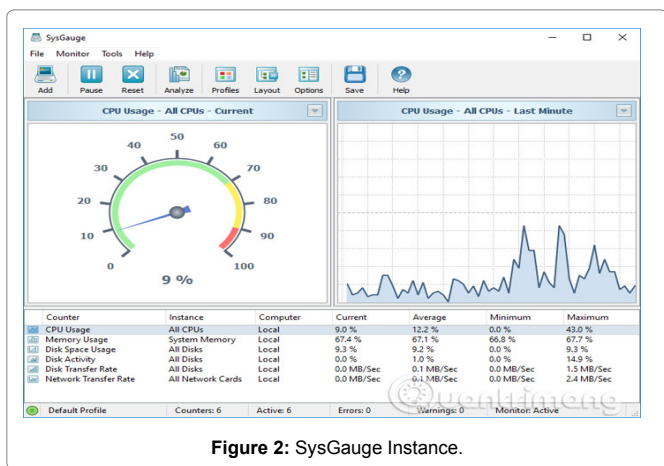 SysGauge
File Monitor Tools Help
Add Pause Reset Analyze Profiles Layout Options Save Help
CPU Usage - All CPUs - Current
CPU Usage - All CPUs - Last Minute
0 10 20 30 40 50 60 70 80 90 100
9 %
Counter Instance Computer Current Average Minimum Maximum
CPU Usage All CPUs Local 9.0 % 12.2 % 0.0 % 43.0 %
Memory Usage System Memory Local 67.4 % 67.1 % 66.8 % 67.7 %
Disk Space Usage All Disks Local 9.3 % 9.2 % 0.0 % 9.3 %
Disk Activity All Disks Local 0.0 % 1.0 % 0.0 % 14.9 %
Disk Transfer Rate All Disks Local 0.0 MB/Sec 0.1 MB/Sec 0.0 MB/Sec 1.5 MB/Sec
Network Transfer Rate All Network Cards Local 0.0 MB/Sec 0.1 MB/Sec 0.0 MB/Sec 2.4 MB/Sec
Quantrimang
Default Profile Counters: 6 Active: 6 Errors: 0 Warnings: 0 Monitor: Active
Figure 2: SysGauge Instance.